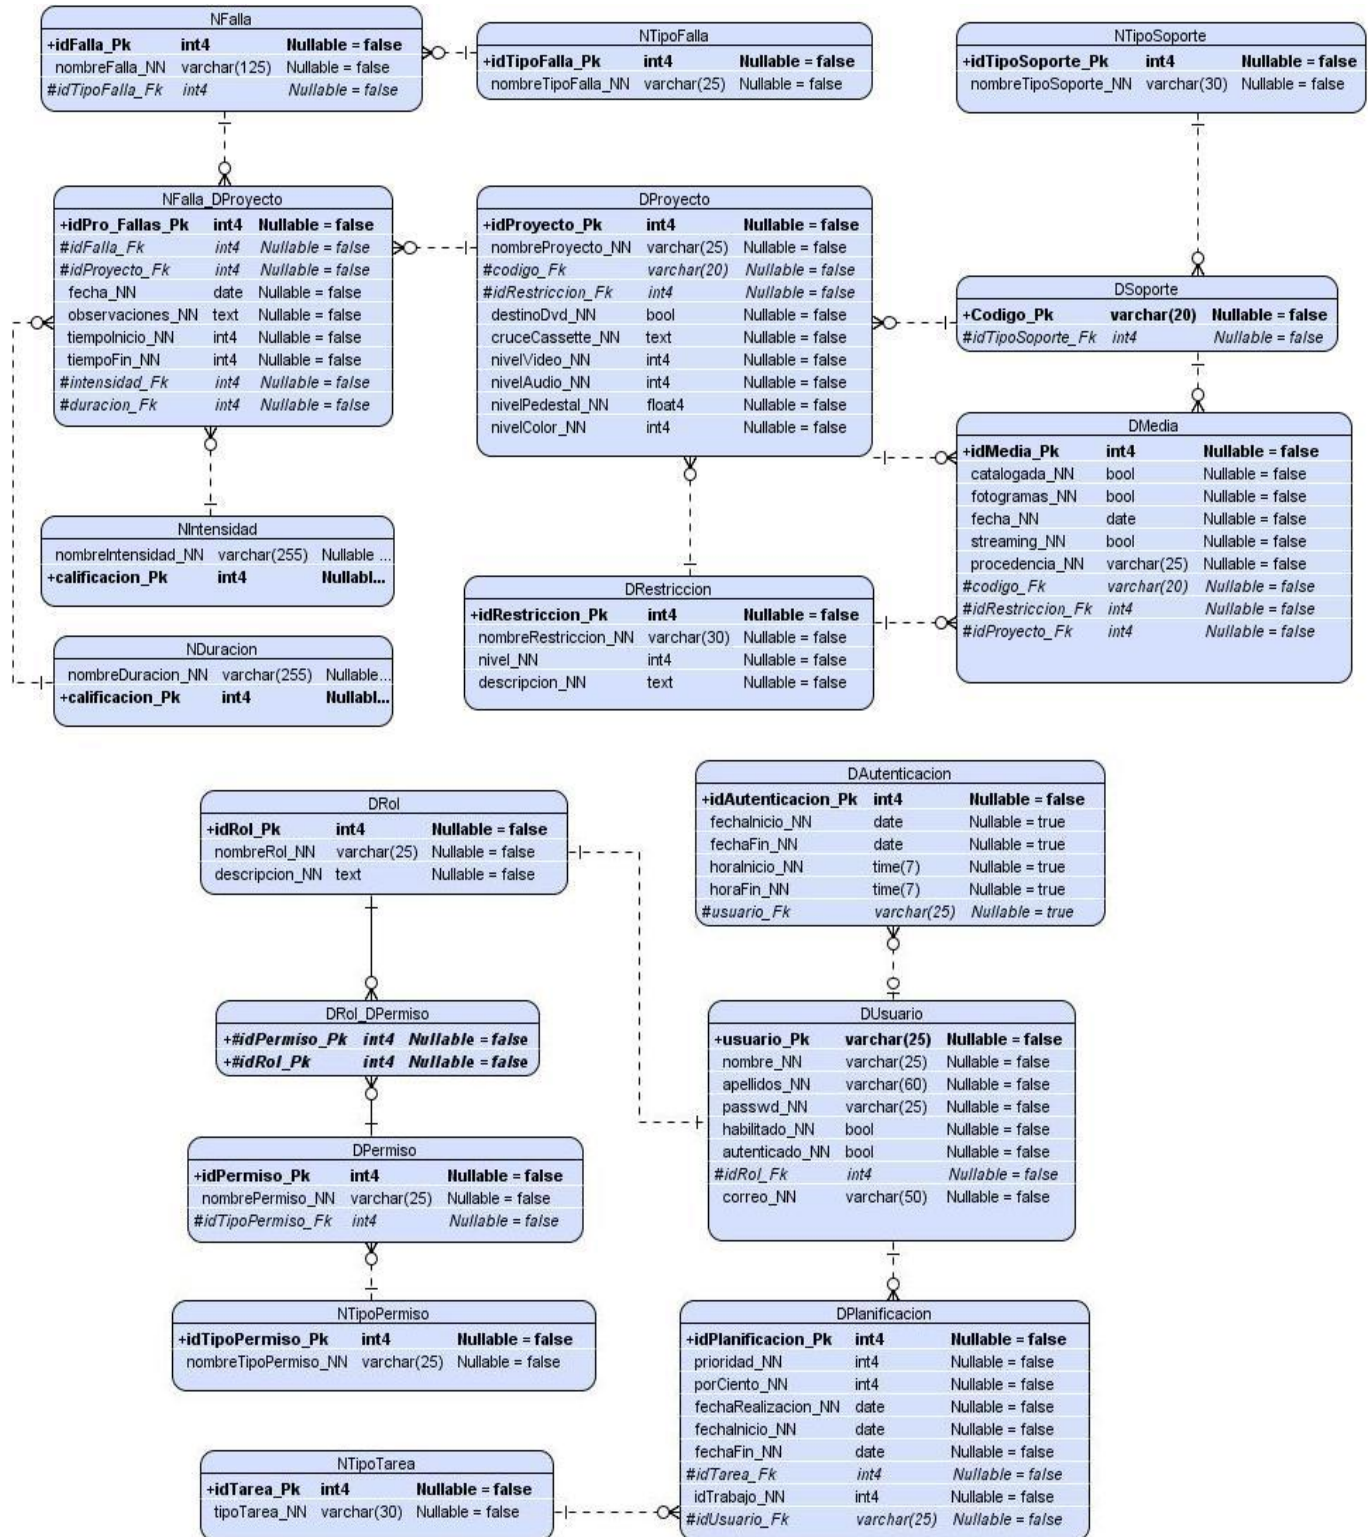 NFalla
+idFalla_Pk int4 Nullable = false
nombreFalla_NN varchar(125) Nullable = false
#idTipoFalla_Fk int4 Nullable = false
NTipoFalla
+idTipoFalla_Pk int4 Nullable = false
nombreTipoFalla_NN varchar(25) Nullable = false
NTipoSoporte
+idTipoSoporte_Pk int4 Nullable = false
nombreTipoSoporte_NN varchar(30) Nullable = false
NFalla_DProyecto
+idPro_Fallas_Pk int4 Nullable = false
#idFalla_Fk int4 Nullable = false
#idProyecto_Fk int4 Nullable = false
fecha_NN date Nullable = false
observaciones_NN text Nullable = false
tiempoInicio_NN int4 Nullable = false
tiempoFin_NN int4 Nullable = false
#intensidad_Fk int4 Nullable = false
#duracion_Fk int4 Nullable = false
DProyecto
+idProyecto_Pk int4 Nullable = false
nombreProyecto_NN varchar(25) Nullable = false
#codigo_Fk varchar(20) Nullable = false
#idRestriccion_Fk int4 Nullable = false
destinoDvd_NN bool Nullable = false
cruceCassette_NN text Nullable = false
nivelVideo_NN int4 Nullable = false
nivelAudio_NN int4 Nullable = false
nivelPedestal_NN float4 Nullable = false
nivelColor_NN int4 Nullable = false
DSoporte
+Codigo_Pk varchar(20) Nullable = false
#idTipoSoporte_Fk int4 Nullable = false
DMedia
+idMedia_Pk int4 Nullable = false
catalogada_NN bool Nullable = false
fotogramas_NN bool Nullable = false
fecha_NN date Nullable = false
streaming_NN bool Nullable = false
procedencia_NN varchar(25) Nullable = false
#codigo_Fk varchar(20) Nullable = false
#idRestriccion_Fk int4 Nullable = false
#idProyecto_Fk int4 Nullable = false
NIntensidad
nombreIntensidad_NN varchar(255) Nullable ...
+calificacion_Pk int4 Nullabl...
DRestriccion
+idRestriccion_Pk int4 Nullable = false
nombreRestriccion_NN varchar(30) Nullable = false
nivel_NN int4 Nullable = false
descripcion_NN text Nullable = false
NDuracion
nombreDuracion_NN varchar(255) Nullable...
+calificacion_Pk int4 Nullabl...
DRol
+idRol_Pk int4 Nullable = false
nombreRol_NN varchar(25) Nullable = false
descripcion_NN text Nullable = false
DAutenticacion
+idAutenticacion_Pk int4 Nullable = false
fechaInicio_NN date Nullable = true
fechaFin_NN date Nullable = true
horaInicio_NN time(7) Nullable = true
horaFin_NN time(7) Nullable = true
#usuario_Fk varchar(25) Nullable = true
DRol_DPermiso
+#idPermiso_Pk int4 Nullable = false
+#idRol_Pk int4 Nullable = false
DUsuario
+usuario_Pk varchar(25) Nullable = false
nombre_NN varchar(25) Nullable = false
apellidos_NN varchar(60) Nullable = false
passwd_NN varchar(25) Nullable = false
habilitado_NN bool Nullable = false
autenticado_NN bool Nullable = false
#idRol_Fk int4 Nullable = false
correo_NN varchar(50) Nullable = false
DPermiso
+idPermiso_Pk int4 Nullable = false
nombrePermiso_NN varchar(25) Nullable = false
#idTipoPermiso_Fk int4 Nullable = false
NTipoPermiso
+idTipoPermiso_Pk int4 Nullable = false
nombreTipoPermiso_NN varchar(25) Nullable = false
DPlanificacion
+idPlanificacion_Pk int4 Nullable = false
prioridad_NN int4 Nullable = false
porCiento_NN int4 Nullable = false
fechaRealizacion_NN date Nullable = false
fechaInicio_NN date Nullable = false
fechaFin_NN date Nullable = false
#idTarea_Fk int4 Nullable = false
idTrabajo_NN int4 Nullable = false
#idUsuario_Fk varchar(25) Nullable = false
NTipoTarea
+idTarea_Pk int4 Nullable = false
tipoTarea_NN varchar(30) Nullable = false